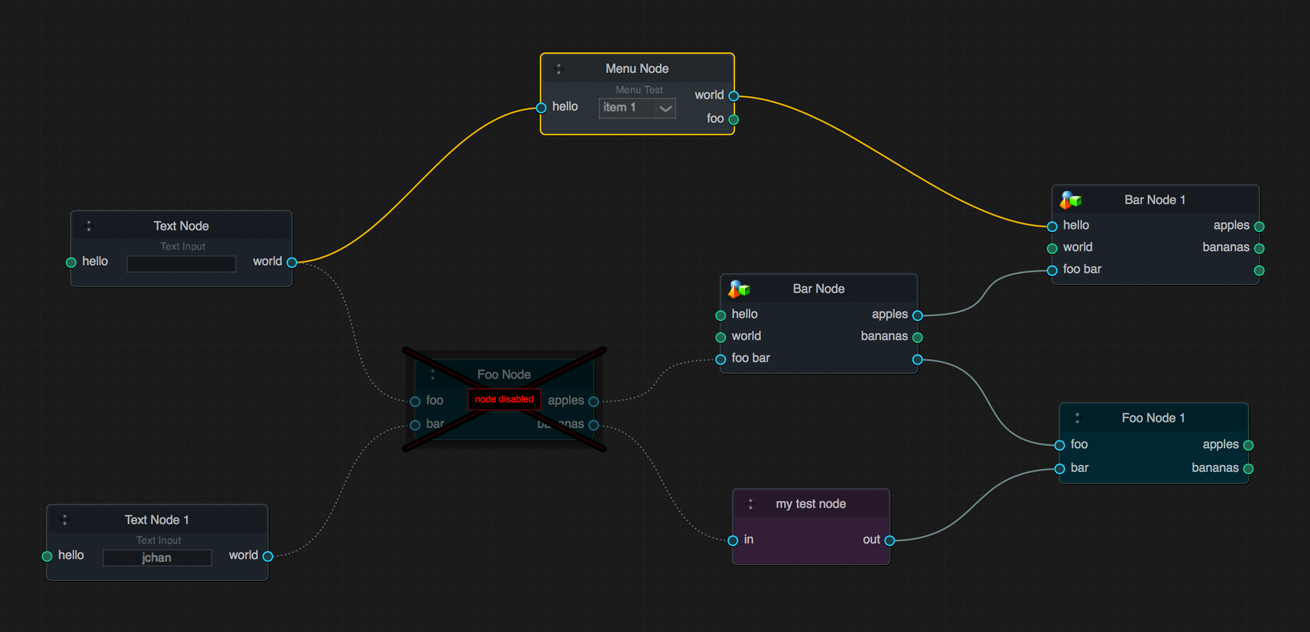 Menu Node
Menu Test
hello
item 1
world
foo
Text Node
Text Input
hello
world
Bar Node 1
hello
apples
world
bananas
foo bar
Bar Node
hello
apples
world
bananas
foo bar
Foo Node
foo
node disabled
apples
bar
bananas
Foo Node 1
foo
apples
bar
bananas
my test node
in
out
Text Node 1
Text Input
hello
jchan
world